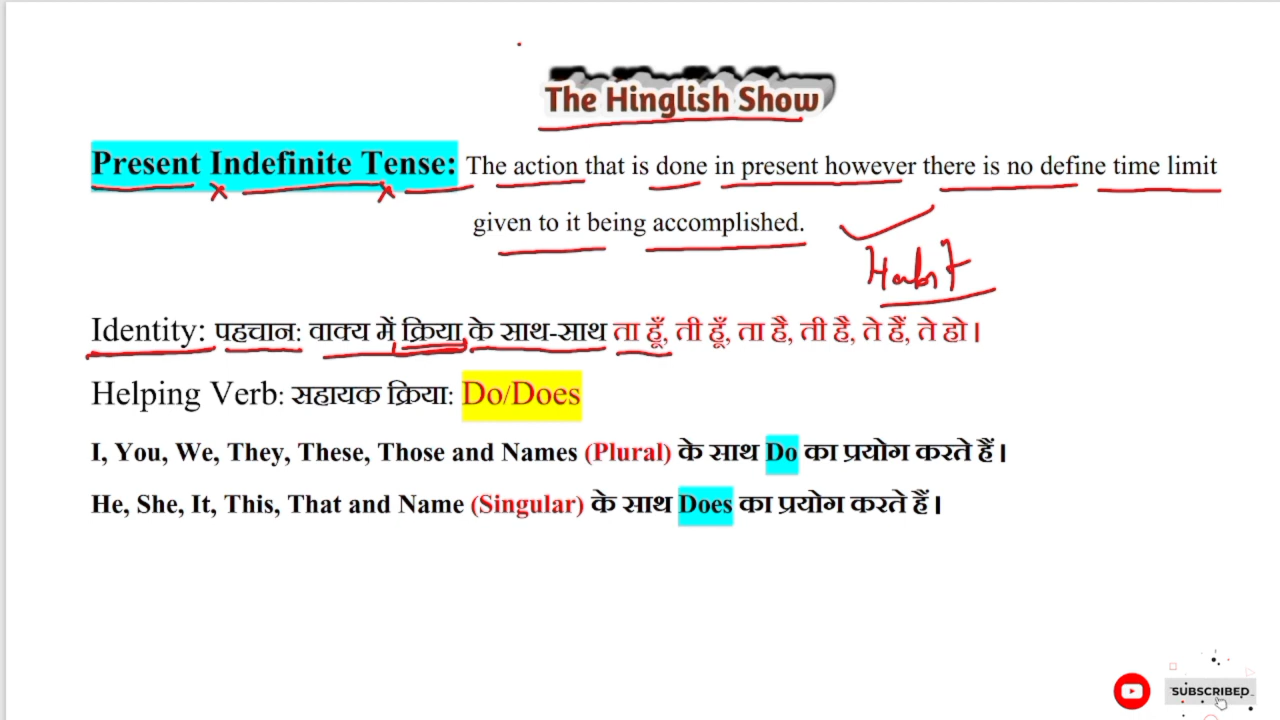 The Hinglish Show
Present Indefinite Tense: The action that is done in present however there is no define time limit
given to it being accomplished.
Habit
Identity: पहचान: वाक्य में क्रिया के साथ-साथ ता हूँ, ती हूँ, ता है, ती है, ते हैं, ते हो।
Helping Verb: सहायक क्रिया: Do/Does
I, You, We, They, These, Those and Names (Plural) के साथ Do का प्रयोग करते हैं।
He, She, It, This, That and Name (Singular) के साथ Does का प्रयोग करते हैं।
SUBSCRIBED